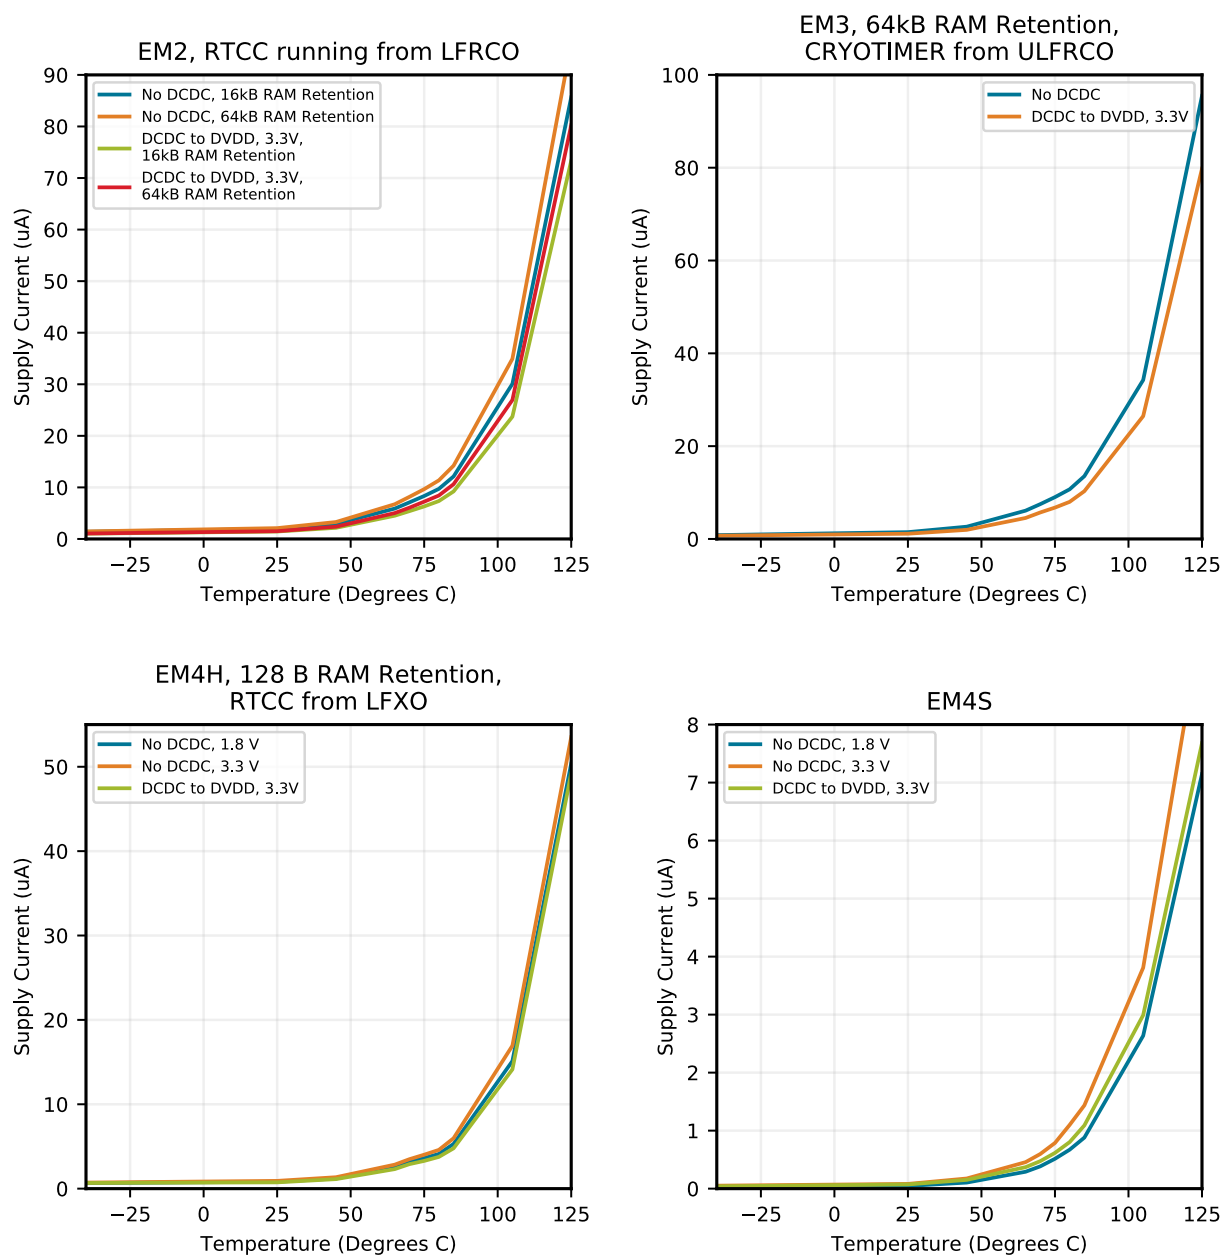 EM2, RTCC running from LFRCO
90
80
70
60
50
40
30
20
10
0
Supply Current (uA)
No DCDC, 16kB RAM Retention
No DCDC, 64kB RAM Retention
DCDC to DVDD, 3.3V,
16kB RAM Retention
DCDC to DVDD, 3.3V,
64kB RAM Retention
−25 0 25 50 75 100 125
Temperature (Degrees C)
EM3, 64kB RAM Retention,
CRYOTIMER from ULFRCO
100
80
60
40
20
0
Supply Current (uA)
No DCDC
DCDC to DVDD, 3.3V
−25 0 25 50 75 100 125
Temperature (Degrees C)
EM4H, 128 B RAM Retention,
RTCC from LFXO
50
40
30
20
10
0
Supply Current (uA)
No DCDC, 1.8 V
No DCDC, 3.3 V
DCDC to DVDD, 3.3V
−25 0 25 50 75 100 125
Temperature (Degrees C)
EM4S
8
7
6
5
4
3
2
1
0
Supply Current (uA)
No DCDC, 1.8 V
No DCDC, 3.3 V
DCDC to DVDD, 3.3V
−25 0 25 50 75 100 125
Temperature (Degrees C)